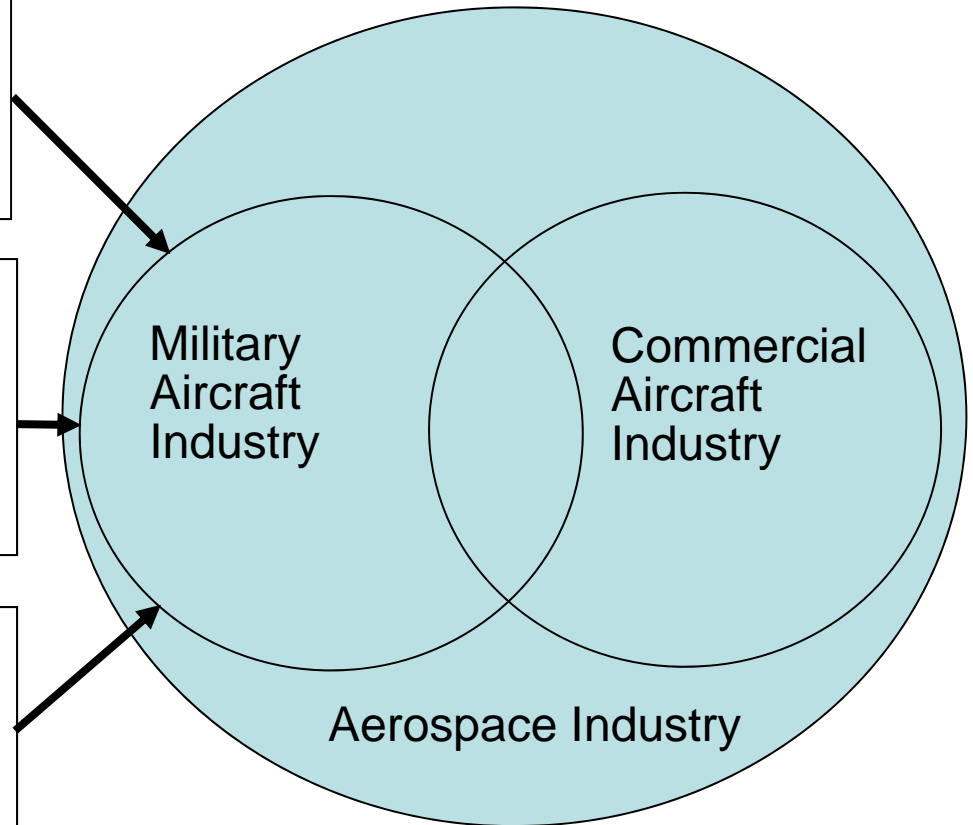 Military
Aircraft
Industry
Commercial
Aircraft
Industry
Aerospace Industry